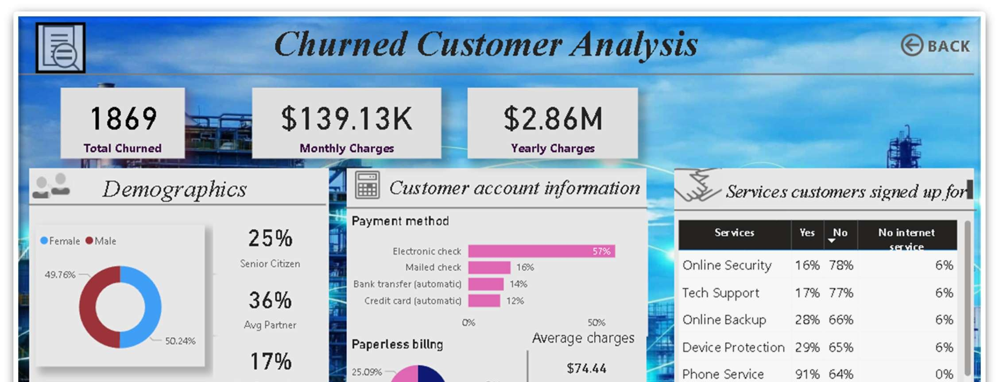 Churned Customer Analysis
BACK
1869
Total Churned
$139.13K
Monthly Charges
$2.86M
Yearly Charges
Demographics
Female Male
49.76%
50.24%
25%
Senior Citizen
36%
Avg Partner
17%
Customer account information
Payment method
Electronic check 57%
Mailed check 16%
Bank transfer (automatic) 14%
Credit card (automatic) 12%
0% 50%
Paperless billng
25.09%
Average charges
$74.44
Services customers signed up for
Services Yes No No internet
service
Online Security 16% 78% 6%
Tech Support 17% 77% 6%
Online Backup 28% 66% 6%
Device Protection 29% 65% 6%
Phone Service 91% 64% 0%